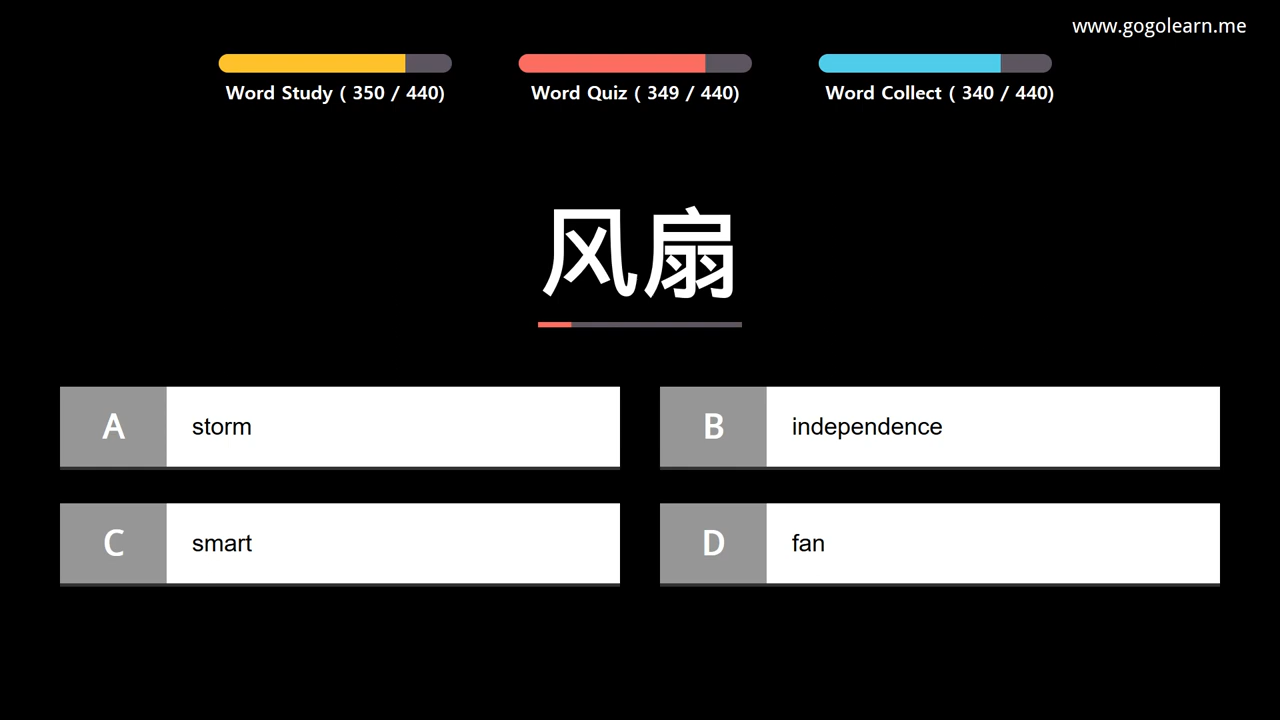 www.gogolearn.me
Word Study ( 350 / 440)
Word Quiz ( 349 / 440)
Word Collect ( 340 / 440)
风扇
A storm
B independence
C smart
D fan